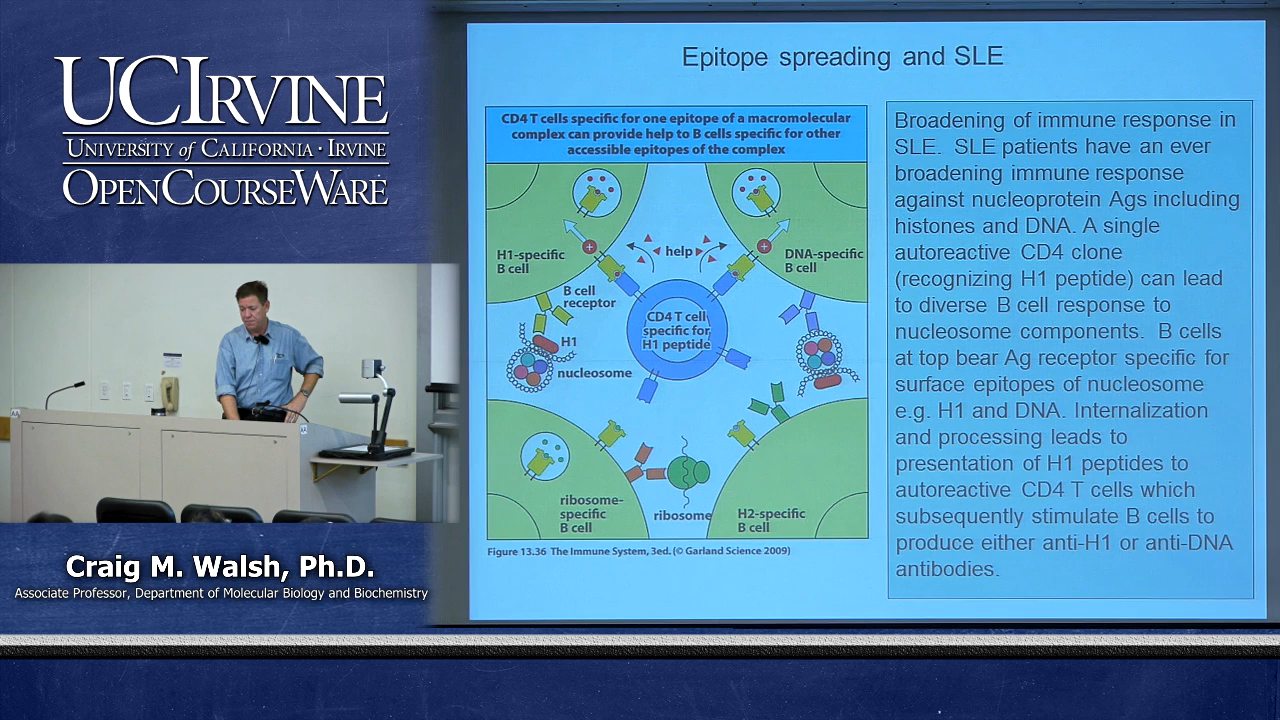 UCIRVINE
UNIVERSITY of CALIFORNIA · IRVINE
OPENCOURSEWARE
Craig M. Walsh, Ph.D.
Associate Professor, Department of Molecular Biology and Biochemistry
Epitope spreading and SLE
CD4 T cells specific for one epitope of a macromolecular
complex can provide help to B cells specific for other
accessible epitopes of the complex
H1-specific
B cell
help
DNA-specific
B cell
B cell
receptor
CD4 T cell
specific for
H1 peptide
H1
nucleosome
ribosome-
specific
B cell
ribosome
H2-specific
B cell
Figure 13.36 The Immune System, 3ed. (© Garland Science 2009)
Broadening of immune response in
SLE. SLE patients have an ever
broadening immune response
against nucleoprotein Ags including
histones and DNA. A single
autoreactive CD4 clone
(recognizing H1 peptide) can lead
to diverse B cell response to
nucleosome components. B cells
at top bear Ag receptor specific for
surface epitopes of nucleosome
e.g. H1 and DNA. Internalization
and processing leads to
presentation of H1 peptides to
autoreactive CD4 T cells which
subsequently stimulate B cells to
produce either anti-H1 or anti-DNA
antibodies.